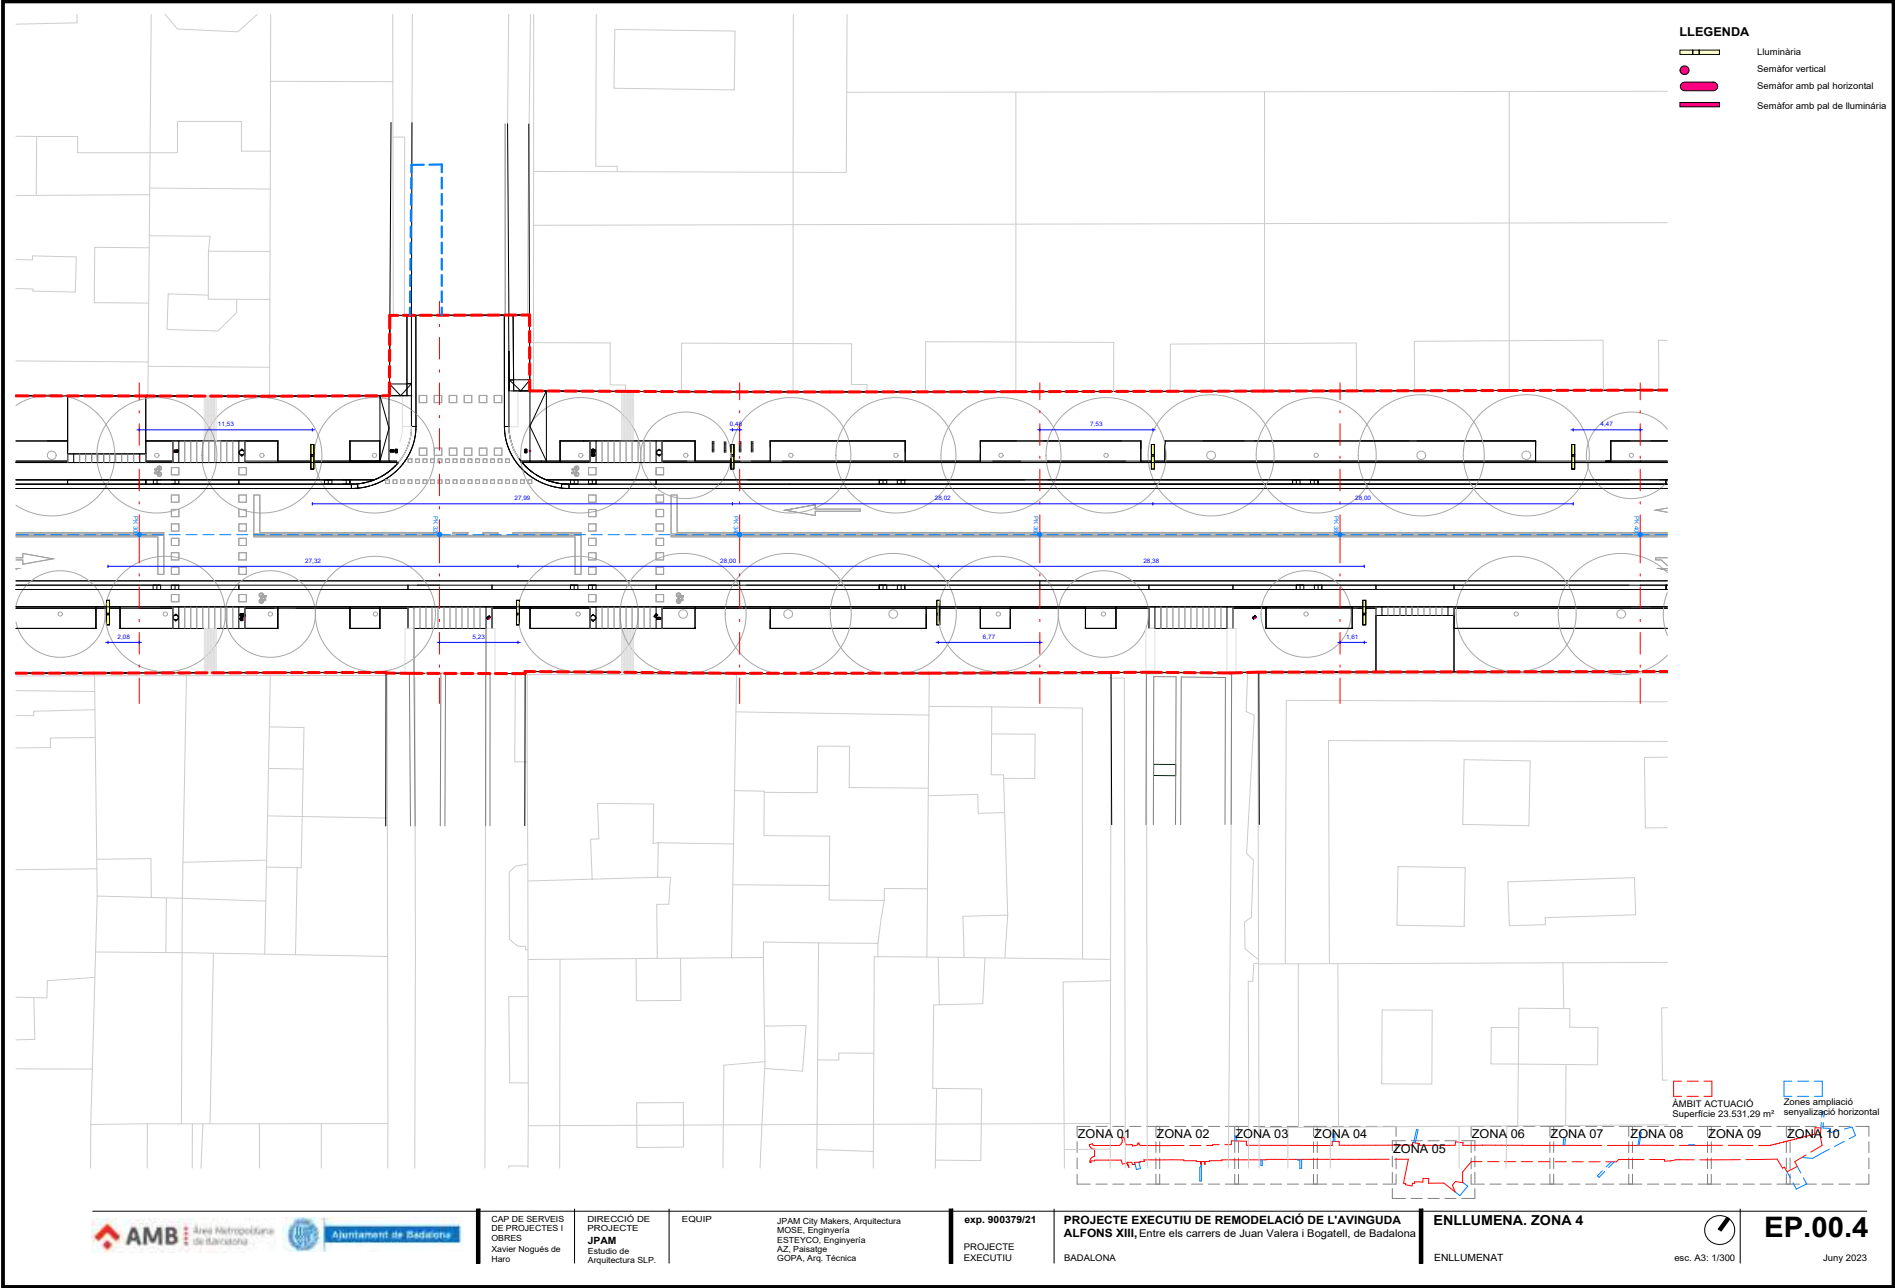 LLEGENDA
Lluminària
Semàfor vertical
Semàfor amb pal horitzontal
Semàfor amb pal de lluminària
11,53
0,48
7,53
4,47
27,99
28,02
28,00
27,32
28,00
28,38
2,08
5,23
6,77
1,61
ÀMBIT ACTUACIÓ
Superfície 23.531,29 m²
Zones ampliació
senyalizació horizontal
ZONA 01
ZONA 02
ZONA 03
ZONA 04
ZONA 05
ZONA 06
ZONA 07
ZONA 08
ZONA 09
ZONA 10
AMB
Àrea Metropolitana
de Barcelona
Ajuntament de Badalona
CAP DE SERVEIS
DE PROJECTES I
OBRES
Xavier Nogués de
Haro
DIRECCIÓ DE
PROJECTE
JPAM
Estudio de
Arquitectura SLP.
EQUIP
JPAM City Makers, Arquitectura
MOSE, Enginyería
ESTEYCO, Enginyería
AZ, Paisatge
GOPA, Arq. Técnica
exp. 900379/21
PROJECTE
EXECUTIU
PROJECTE EXECUTIU DE REMODELACIÓ DE L'AVINGUDA
ALFONS XIII, Entre els carrers de Juan Valera i Bogatell, de Badalona
BADALONA
ENLLUMENA. ZONA 4
ENLLUMENAT
esc. A3: 1/300
EP.00.4
Juny 2023